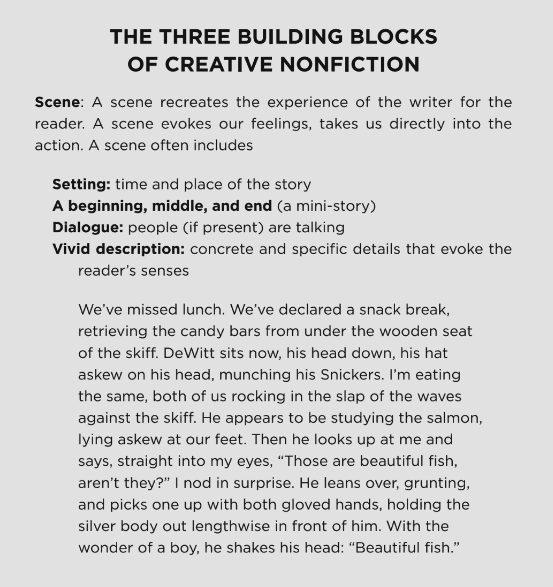 THE THREE BUILDING BLOCKS
OF CREATIVE NONFICTION
Scene: A scene recreates the experience of the writer for the
reader. A scene evokes our feelings, takes us directly into the
action. A scene often includes
Setting: time and place of the story
A beginning, middle, and end (a mini-story)
Dialogue: people (if present) are talking
Vivid description: concrete and specific details that evoke the
reader’s senses
We’ve missed lunch. We’ve declared a snack break,
retrieving the candy bars from under the wooden seat
of the skiff. DeWitt sits now, his head down, his hat
askew on his head, munching his Snickers. I’m eating
the same, both of us rocking in the slap of the waves
against the skiff. He appears to be studying the salmon,
lying askew at our feet. Then he looks up at me and
says, straight into my eyes, “Those are beautiful fish,
aren’t they?” I nod in surprise. He leans over, grunting,
and picks one up with both gloved hands, holding the
silver body out lengthwise in front of him. With the
wonder of a boy, he shakes his head: “Beautiful fish.”